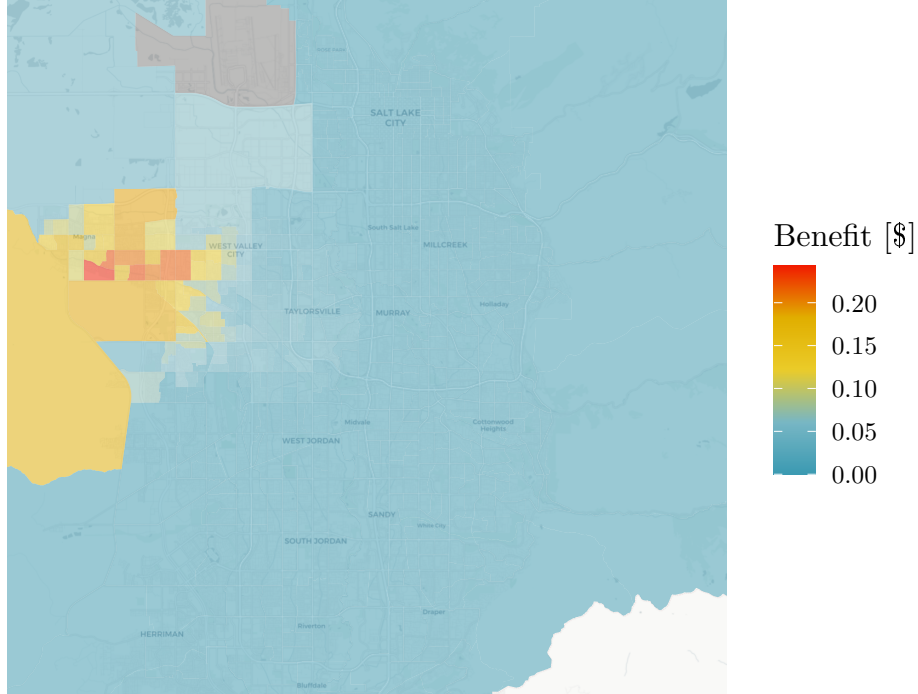 SALT LAKE
CITY
Magna
South Salt Lake
WEST VALLEY
CITY
MILLCREEK
Benefit [$]
0.20
0.15
0.10
0.05
0.00
TAYLORSVILLE
MURRAY
Holladay
Midvale
Cottonwood
Heights
WEST JORDAN
SANDY
White City
SOUTH JORDAN
Draper
Riverton
HERRIMAN
Bluffdale